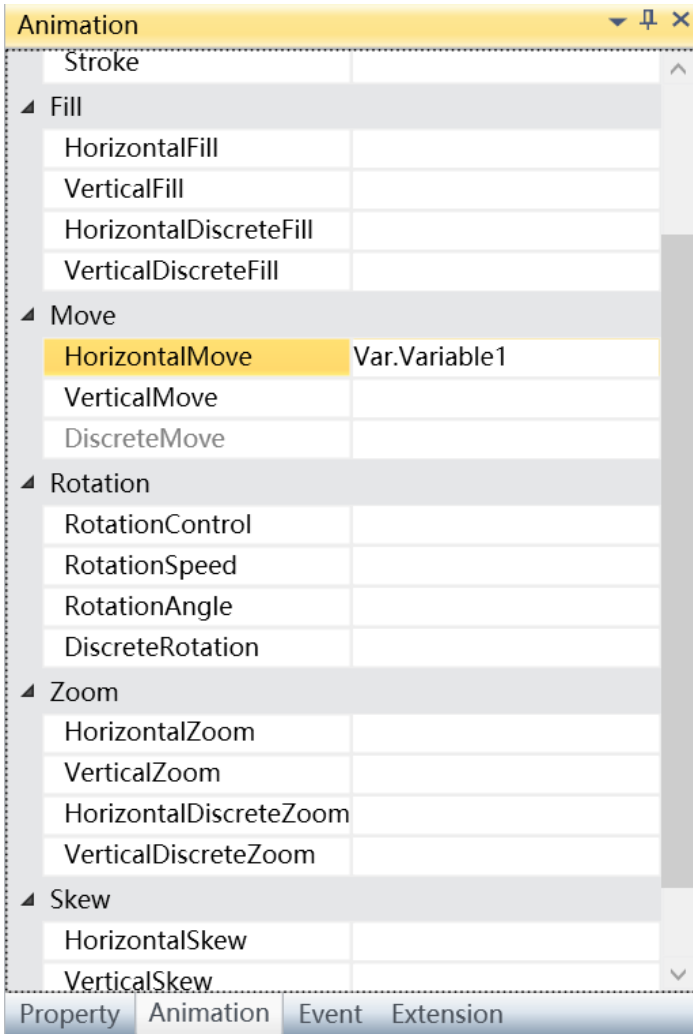 Animation
Stroke
Fill
HorizontalFill
VerticalFill
HorizontalDiscreteFill
VerticalDiscreteFill
Move
HorizontalMove Var.Variable1
VerticalMove
DiscreteMove
Rotation
RotationControl
RotationSpeed
RotationAngle
DiscreteRotation
Zoom
HorizontalZoom
VerticalZoom
HorizontalDiscreteZoom
VerticalDiscreteZoom
Skew
HorizontalSkew
VerticalSkew
Property Animation Event Extension